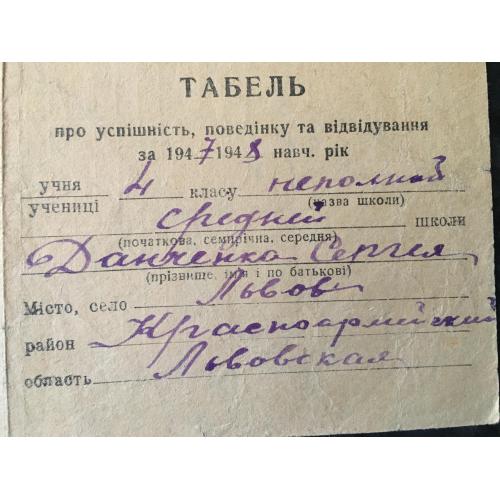 ТАБЕЛЬ
про успішність, поведінку та відвідування
за 1947 1948 навч. рік
учня 4 класу неполной
учениці (назва школи)
средней школи
(початкова, семирічна, середня)
Данченко Сергея
(прізвище, імя і по батькові)
Місто, село Львов
район Красноармейский
область Львовская